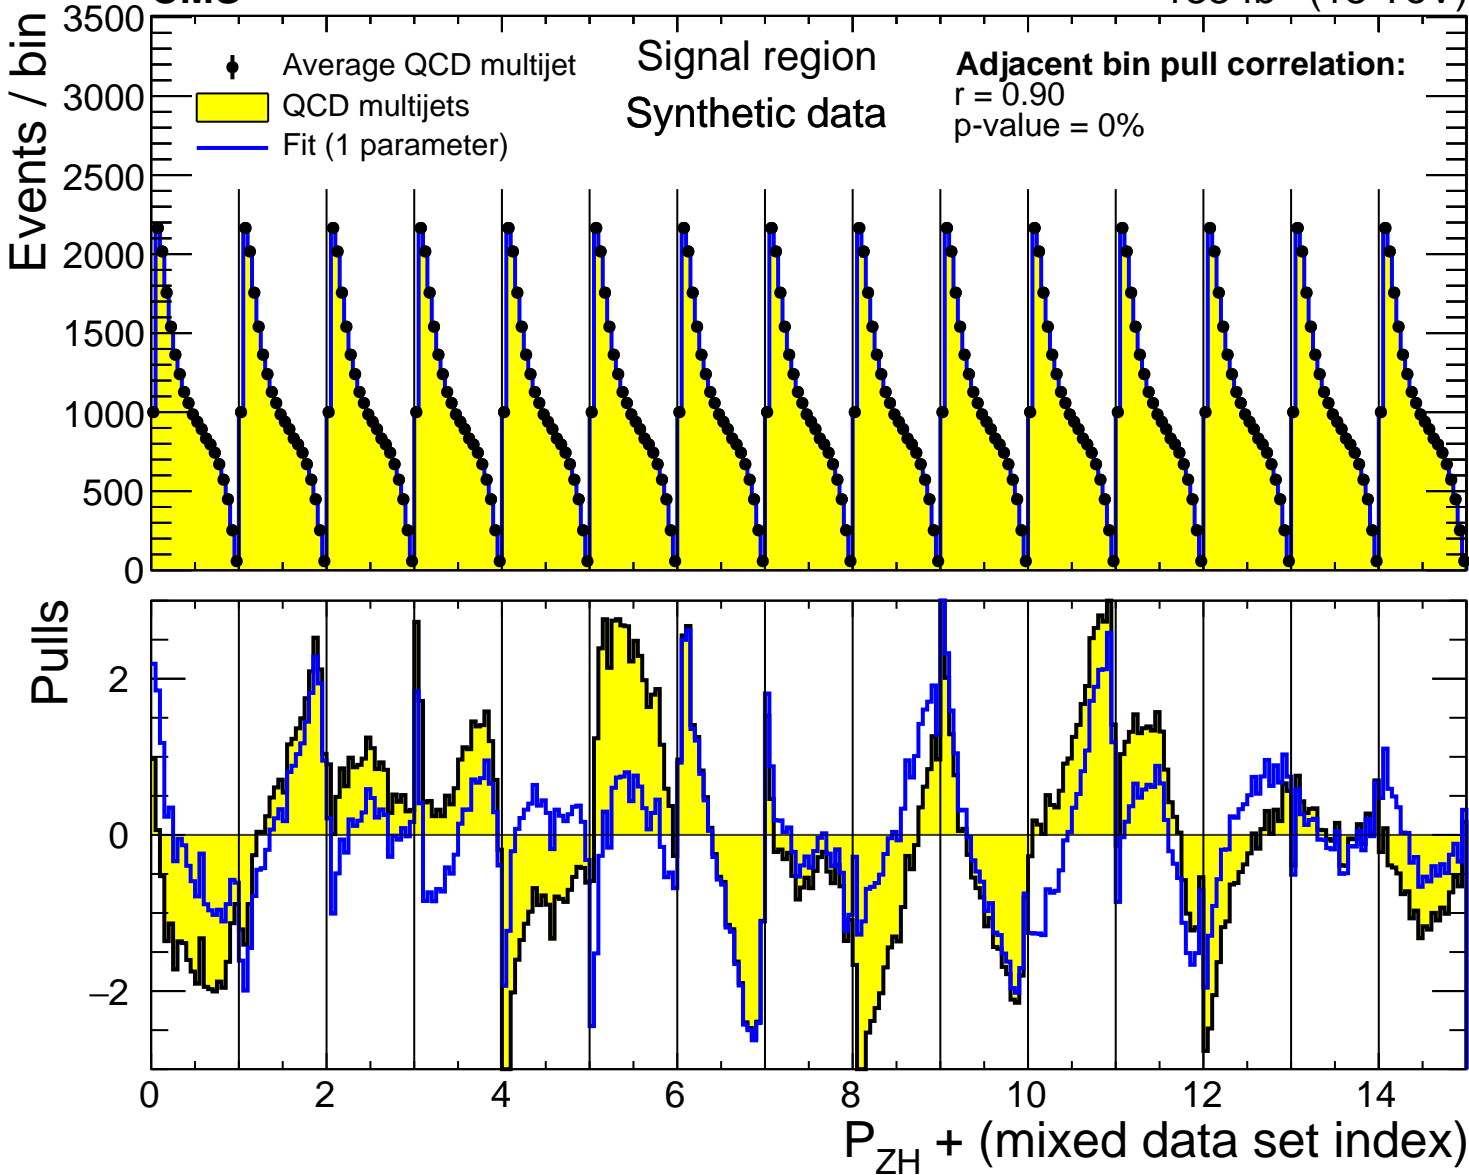 Events / bin
3500
3000
2500
2000
1500
1000
500
0
Average QCD multijet
QCD multijets
Fit (1 parameter)
Signal region
Synthetic data
Adjacent bin pull correlation:
r = 0.90
p-value = 0%
Pulls
2
0
−2
0 2 4 6 8 10 12 14
P_ZH + (mixed data set index)